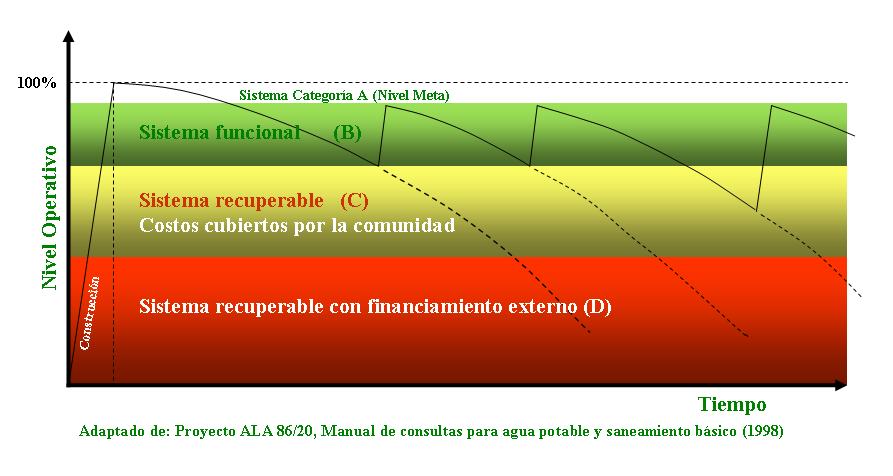 100%
Sistema Categoría A (Nivel Meta)
Sistema funcional (B)
Sistema recuperable (C)
Costos cubiertos por la comunidad
Sistema recuperable con financiamiento externo (D)
Nivel Operativo
Construcción
Tiempo
Adaptado de: Proyecto ALA 86/20, Manual de consultas para agua potable y saneamiento básico (1998)